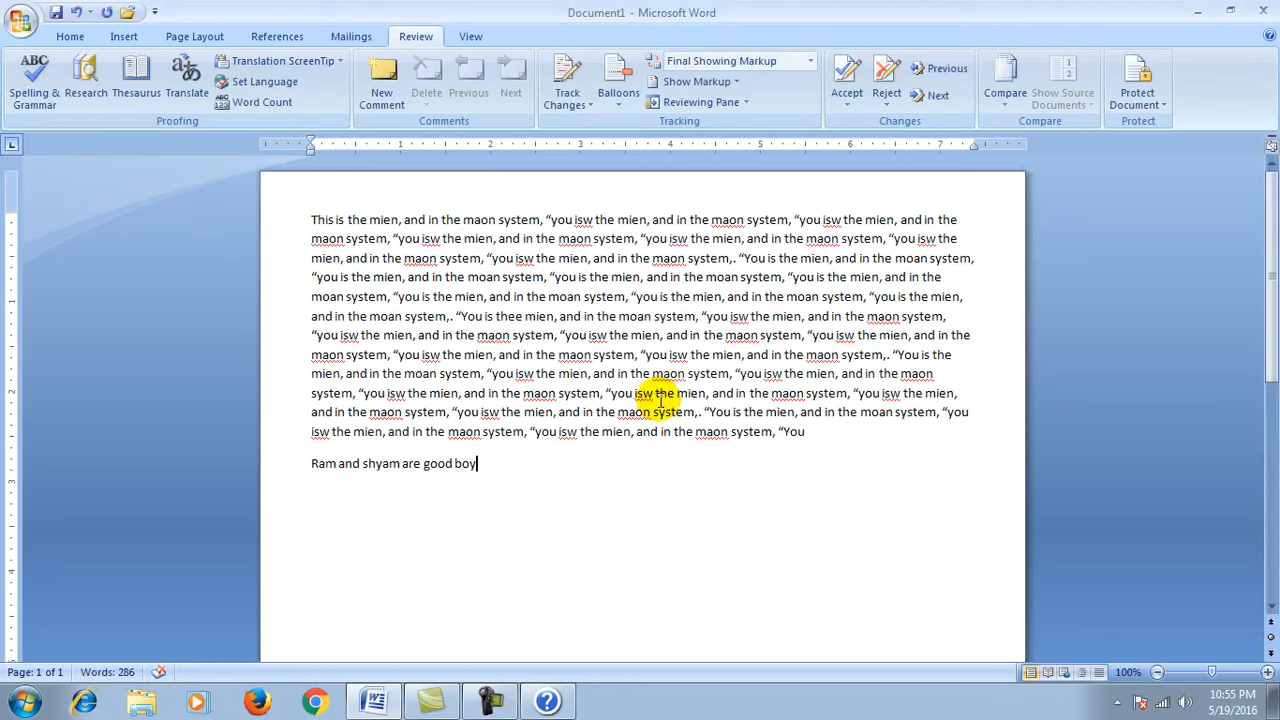 Document1 - Microsoft Word
Home Insert Page Layout References Mailings Review View
ABC Spelling & Grammar
Research
Thesaurus
Translate
Translation ScreenTip
Set Language
ABC 123 Word Count
Proofing
New Comment
Delete
Previous
Next
Comments
Track Changes
Balloons
Final Showing Markup
Show Markup
Reviewing Pane
Tracking
Accept
Reject
Previous
Next
Changes
Compare
Show Source Documents
Compare
Protect Document
Protect
1 2 3 4 5 6 7
This is the mien, and in the maon system, “you isw the mien, and in the maon system, “you isw the mien, and in the
maon system, “you isw the mien, and in the maon system, “you isw the mien, and in the maon system, “you isw the
mien, and in the maon system, “you isw the mien, and in the maon system,. “You is the mien, and in the moan system,
“you is the mien, and in the moan system, “you is the mien, and in the moan system, “you is the mien, and in the
moan system, “you is the mien, and in the moan system, “you is the mien, and in the moan system, “you is the mien,
and in the moan system,. “You is thee mien, and in the moan system, “you isw the mien, and in the maon system,
“you isw the mien, and in the maon system, “you isw the mien, and in the maon system, “you isw the mien, and in the
maon system, “you isw the mien, and in the maon system, “you isw the mien, and in the maon system,. “You is the
mien, and in the moan system, “you isw the mien, and in the maon system, “you isw the mien, and in the maon
system, “you isw the mien, and in the maon system, “you isw the mien, and in the maon system, “you isw the mien,
and in the maon system, “you isw the mien, and in the maon system,. “You is the mien, and in the moan system, “you
isw the mien, and in the maon system, “you isw the mien, and in the maon system, “You
Ram and shyam are good boy
1
2
3
4
Page: 1 of 1 Words: 286 100%
10:55 PM
5/19/2016